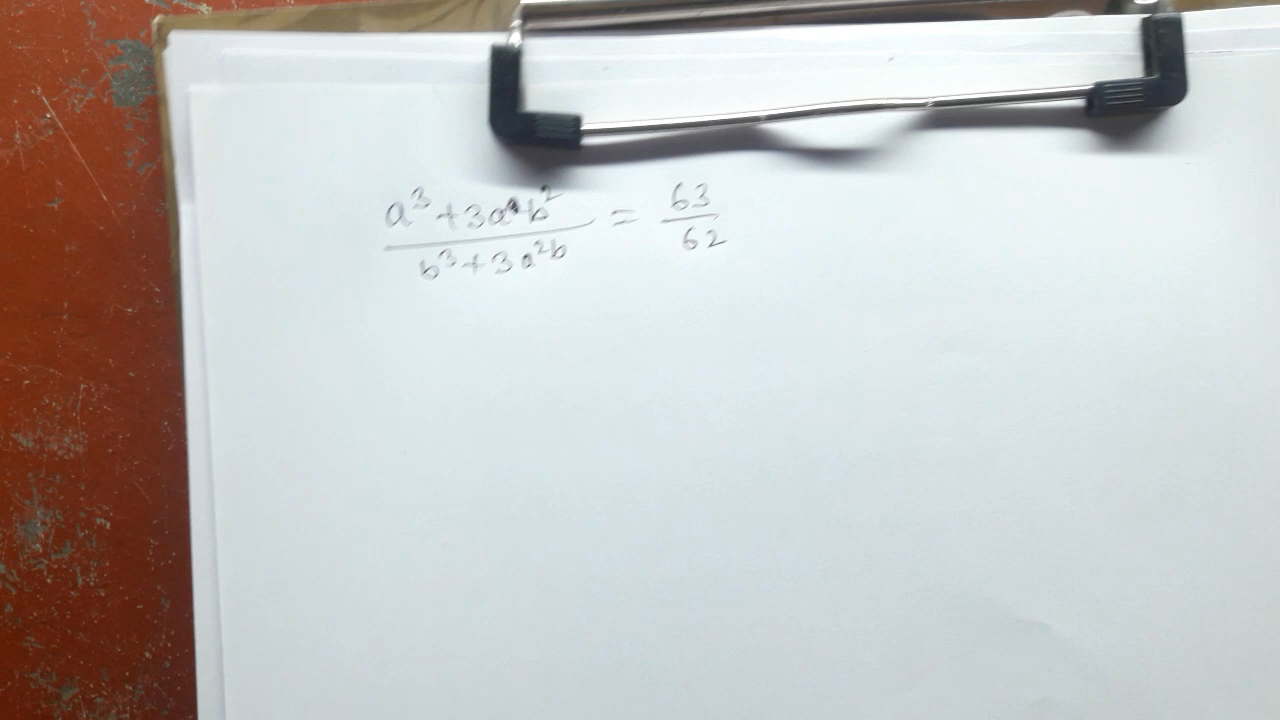 a³ + 3ab² / b³ + 3a²b = 63 / 62